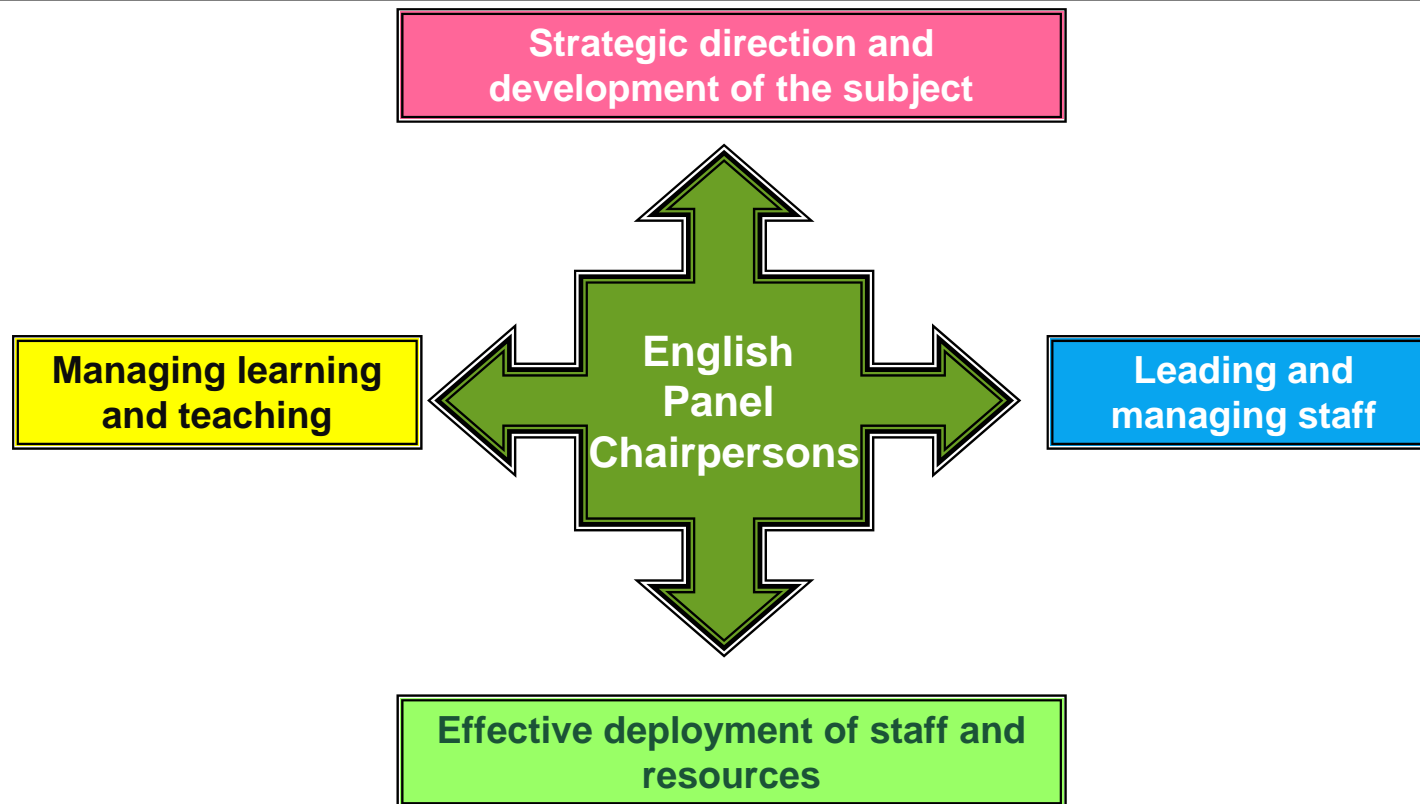 Strategic direction and
development of the subject
Managing learning
and teaching
English
Panel
Chairpersons
Leading and
managing staff
Effective deployment of staff and
resources